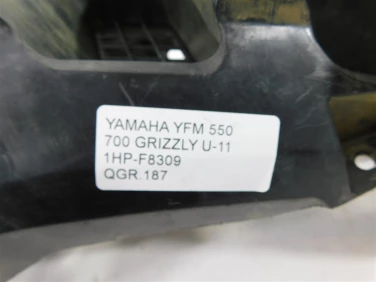 YAMAHA YFM 550
700 GRIZZLY U-11
1HP-F8309
QGR.187